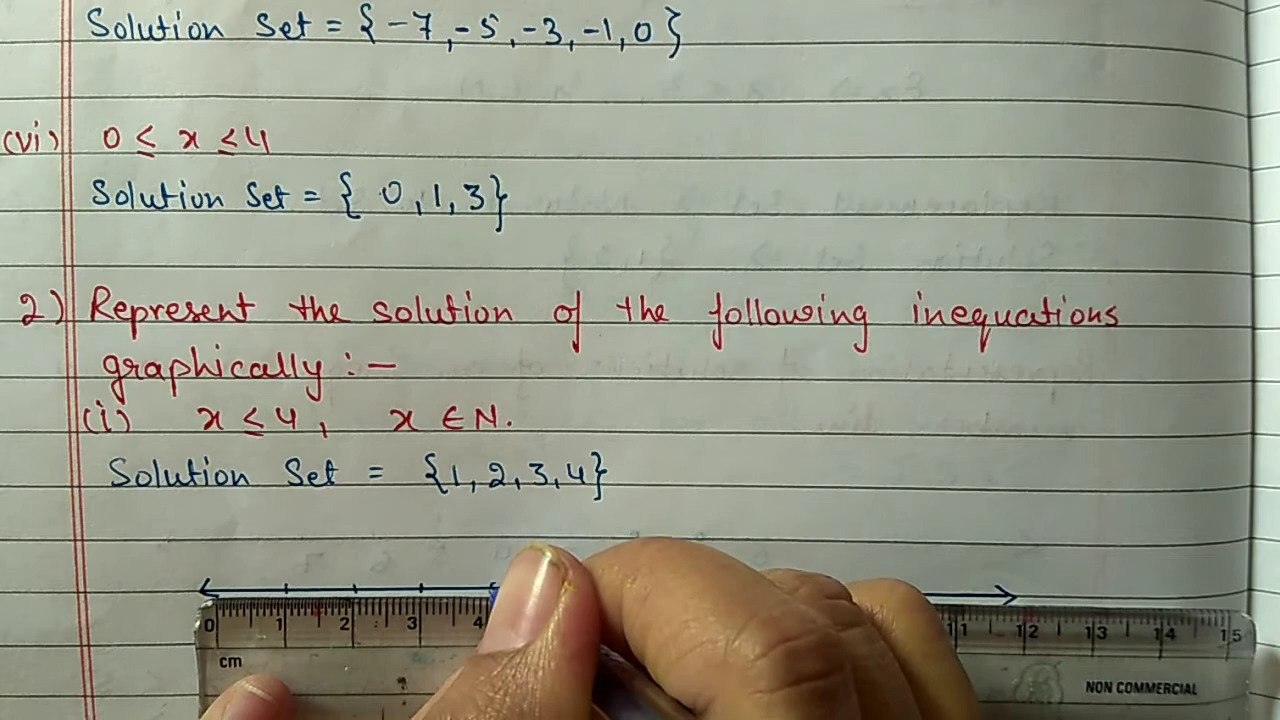 Solution Set = {-7,-5,-3,-1,0}
(vi) 0 ≤ x ≤ 4
Solution Set = { 0,1,3}
2) Represent the solution of the following inequations
graphically :-
(i) x ≤ 4, x ∈ N.
Solution Set = {1,2,3,4}
0 1 2 3 4 11 12 13 14 15
cm
NON COMMERCIAL